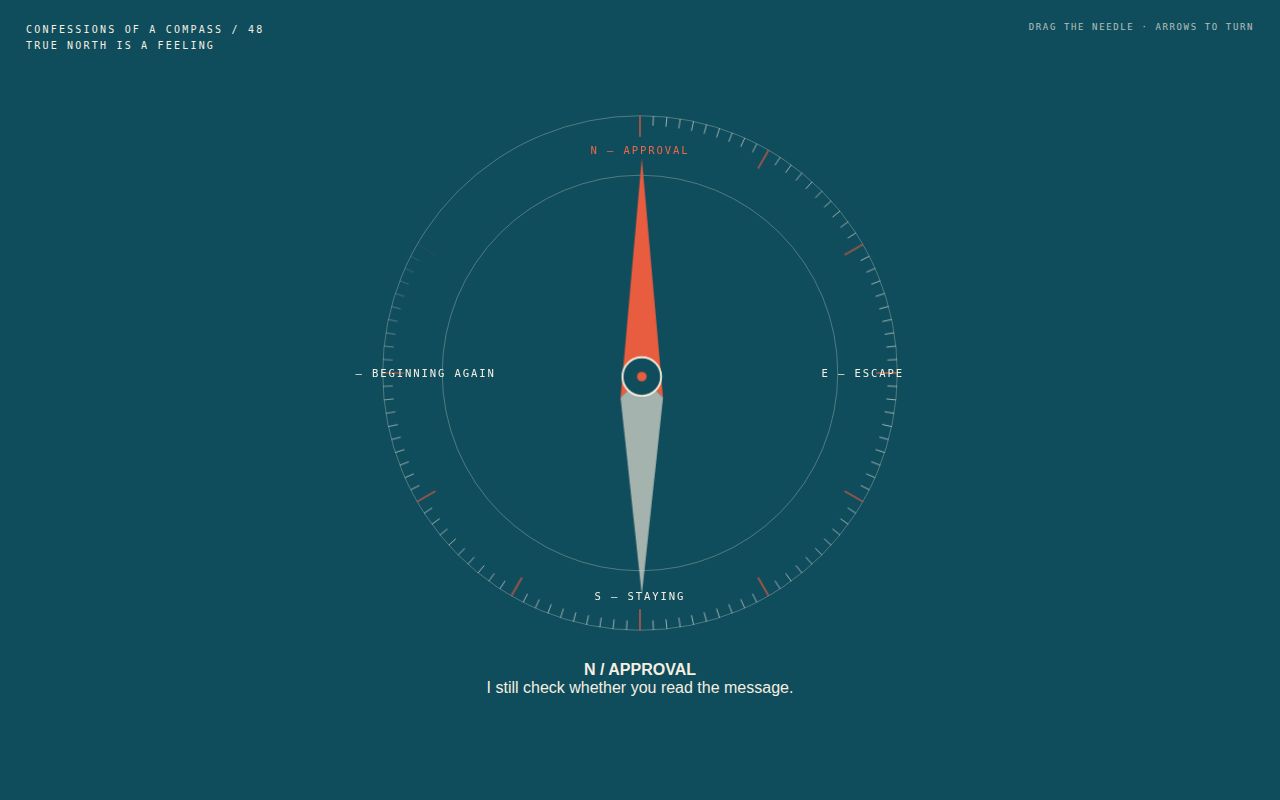 CONFESSIONS OF A COMPASS / 48
TRUE NORTH IS A FEELING
DRAG THE NEEDLE · ARROWS TO TURN
N — APPROVAL
— BEGINNING AGAIN
E — ESCAPE
S — STAYING
N / APPROVAL
I still check whether you read the message.